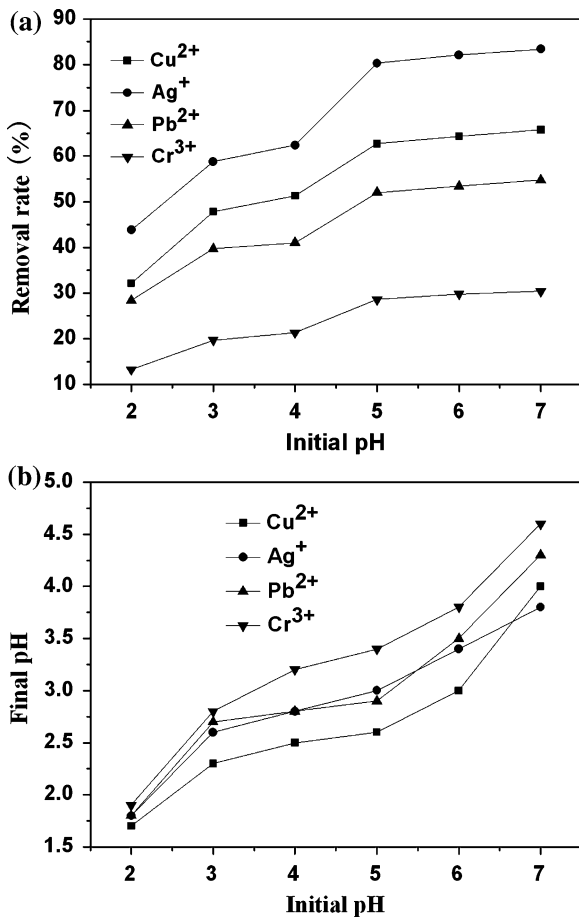 (a)
90
80
70
60
50
40
30
20
10
Removal rate (%)
Cu2+
Ag+
Pb2+
Cr3+
2 3 4 5 6 7
Initial pH
(b)
5.0
4.5
4.0
3.5
3.0
2.5
2.0
1.5
Final pH
Cu2+
Ag+
Pb2+
Cr3+
2 3 4 5 6 7
Initial pH